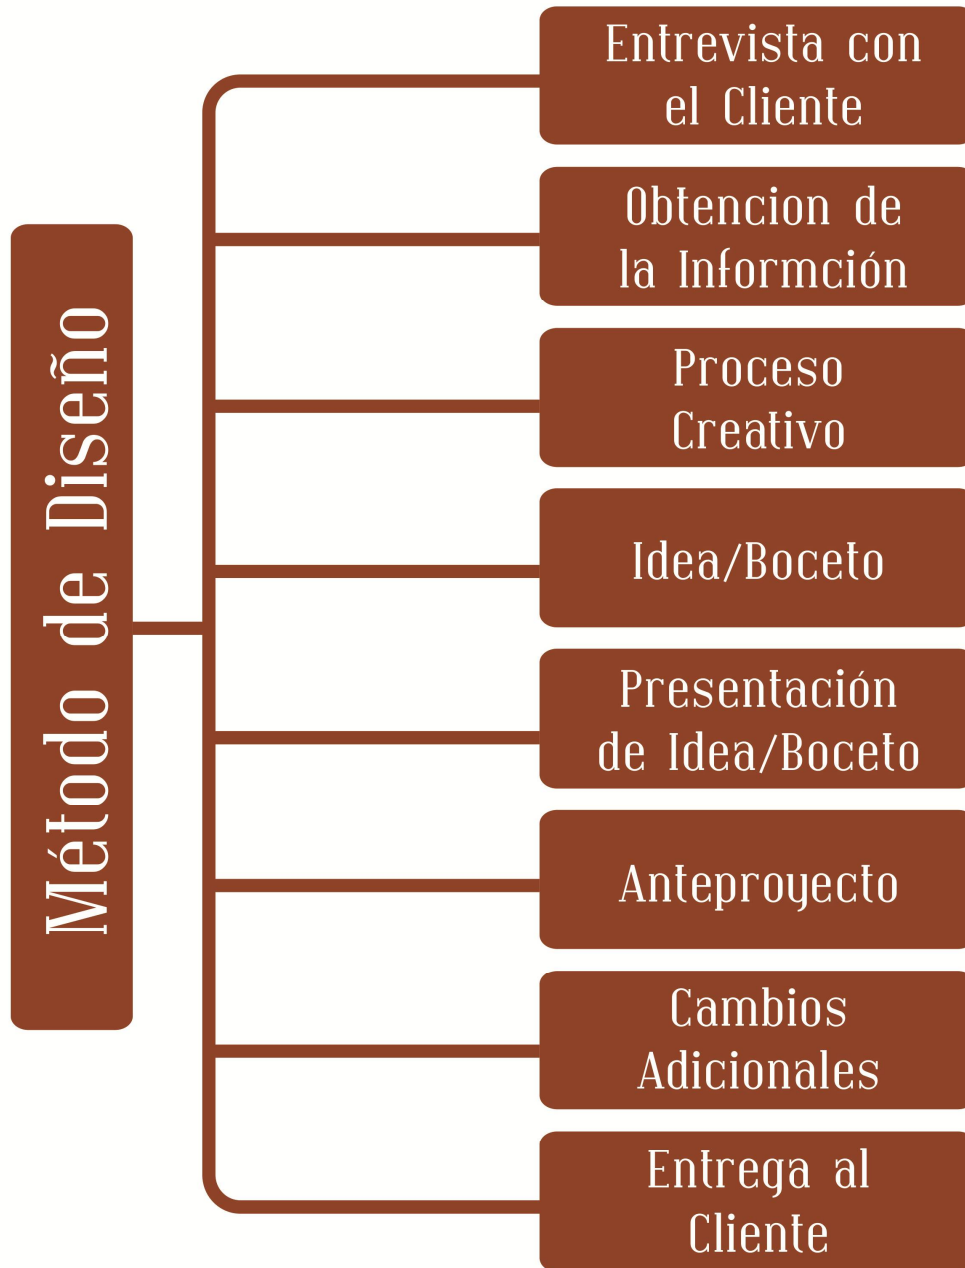 Método de Diseño
Entrevista con
el Cliente
Obtencion de
la Informción
Proceso
Creativo
Idea/Boceto
Presentación
de Idea/Boceto
Anteproyecto
Cambios
Adicionales
Entrega al
Cliente